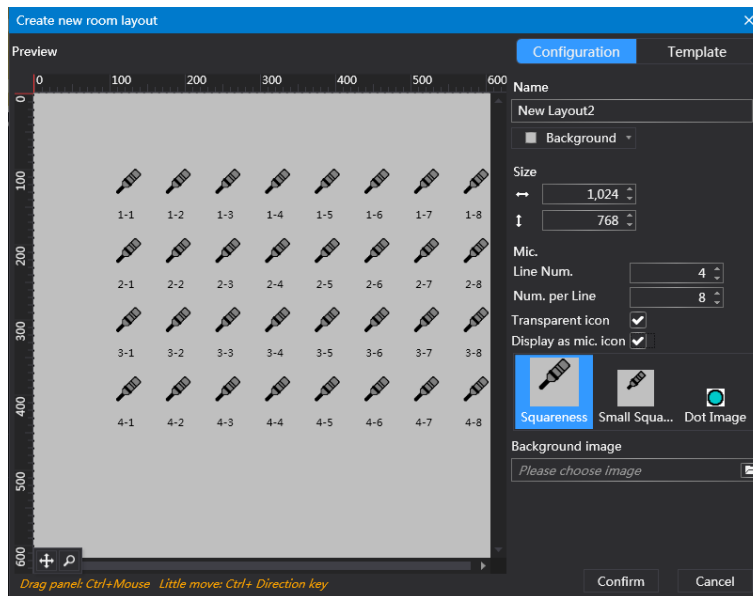 Create new room layout
Preview
Configuration Template
0 100 200 300 400 500 600
0
100
200
300
400
500
600
1-1 1-2 1-3 1-4 1-5 1-6 1-7 1-8
2-1 2-2 2-3 2-4 2-5 2-6 2-7 2-8
3-1 3-2 3-3 3-4 3-5 3-6 3-7 3-8
4-1 4-2 4-3 4-4 4-5 4-6 4-7 4-8
Drag panel: Ctrl+Mouse Little move: Ctrl+ Direction key
Name
New Layout2
Background
Size
1,024
768
Mic.
Line Num. 4
Num. per Line 8
Transparent icon
Display as mic. icon
Squareness Small Squa... Dot Image
Background image
Please choose image
Confirm Cancel